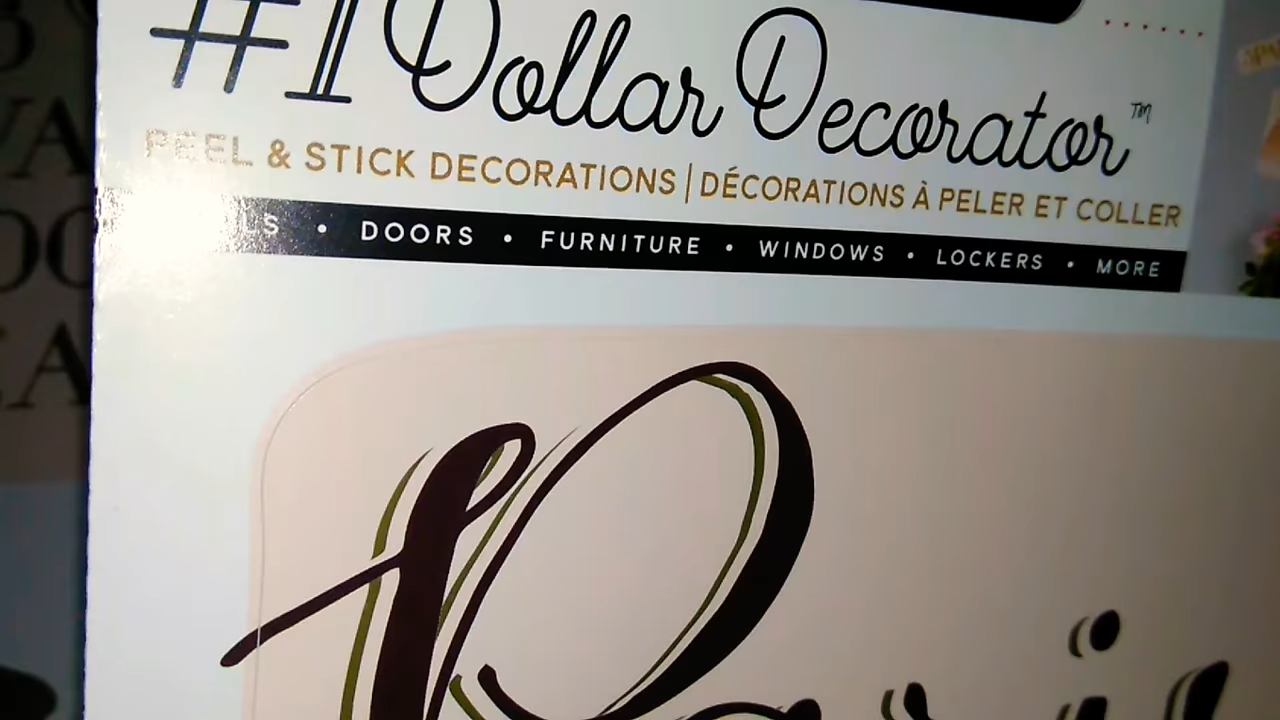 #1 Dollar Decorator™
PEEL & STICK DECORATIONS | DÉCORATIONS À PELER ET COLLER
• DOORS • FURNITURE • WINDOWS • LOCKERS • MORE